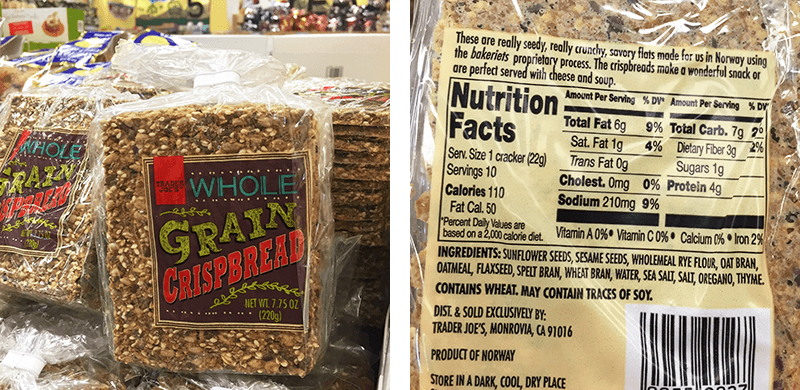 WHOLE
GRAIN
TRADER
JOE'S
WHOLE
GRAIN
CRISPBREAD
NET WT. 7.75 OZ
(220g)
These are really seedy, really crunchy, savory flats made for us in Norway using
the bakeriets proprietary process. The crispbreads make a wonderful snack or
are perfect served with cheese and soup.
Nutrition
Facts
Serv. Size 1 cracker (22g)
Servings 10
Calories 110
Fat Cal. 50
*Percent Daily Values are
based on a 2,000 calorie diet.
Amount Per Serving % DV* Amount Per Serving % DV*
Total Fat 6g 9% Total Carb. 7g
Sat. Fat 1g 4% Dietary Fiber 3g
Trans Fat 0g Sugars 1g
Cholest. 0mg 0% Protein 4g
Sodium 210mg 9%
Vitamin A 0% • Vitamin C 0% • Calcium 0% • Iron 2%
INGREDIENTS: SUNFLOWER SEEDS, SESAME SEEDS, WHOLEMEAL RYE FLOUR, OAT BRAN,
OATMEAL, FLAXSEED, SPELT BRAN, WHEAT BRAN, WATER, SEA SALT, SALT, OREGANO, THYME.
CONTAINS WHEAT. MAY CONTAIN TRACES OF SOY.
DIST. & SOLD EXCLUSIVELY BY:
TRADER JOE'S, MONROVIA, CA 91016
PRODUCT OF NORWAY
STORE IN A DARK, COOL, DRY PLACE